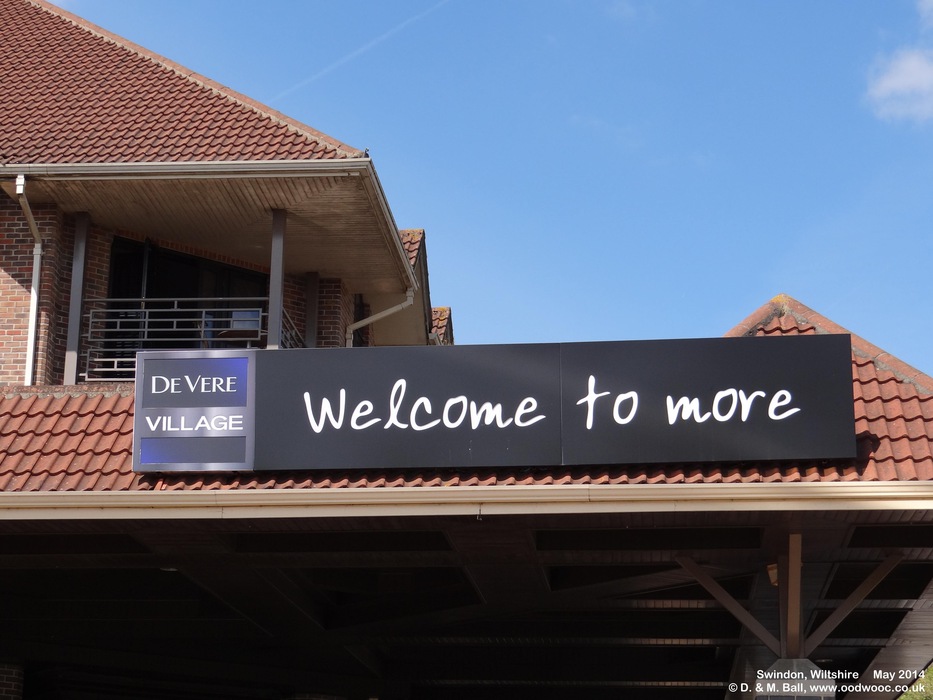 DE VERE
VILLAGE
Welcome to more
Swindon, Wiltshire May 2014
© D. & M. Ball, www.oodwooc.co.uk